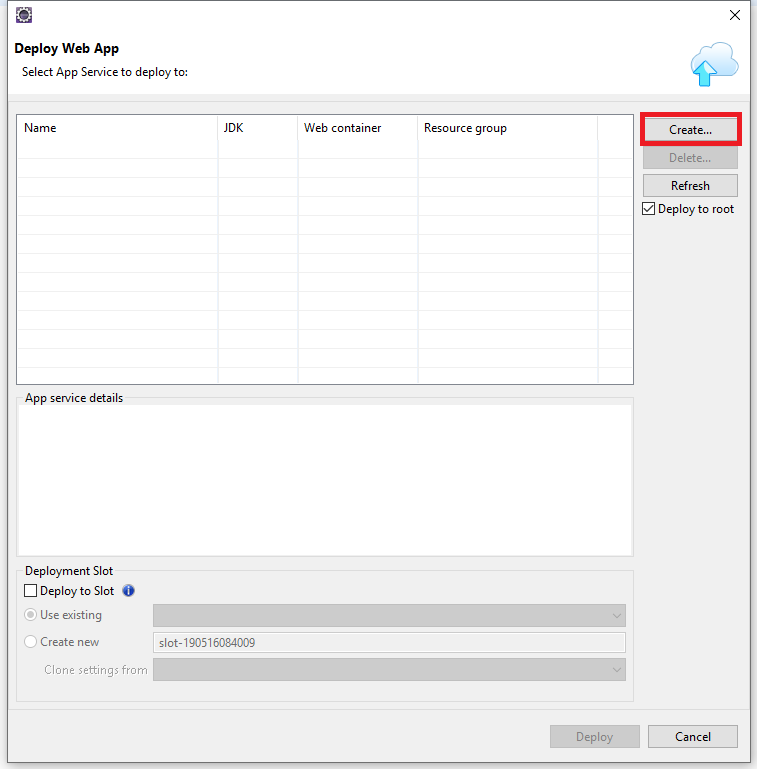 Deploy Web App
Select App Service to deploy to:
Name JDK Web container Resource group
Create...
Delete...
Refresh
Deploy to root
App service details
Deployment Slot
Deploy to Slot
Use existing
Create new slot-190516084009
Clone settings from
Deploy Cancel